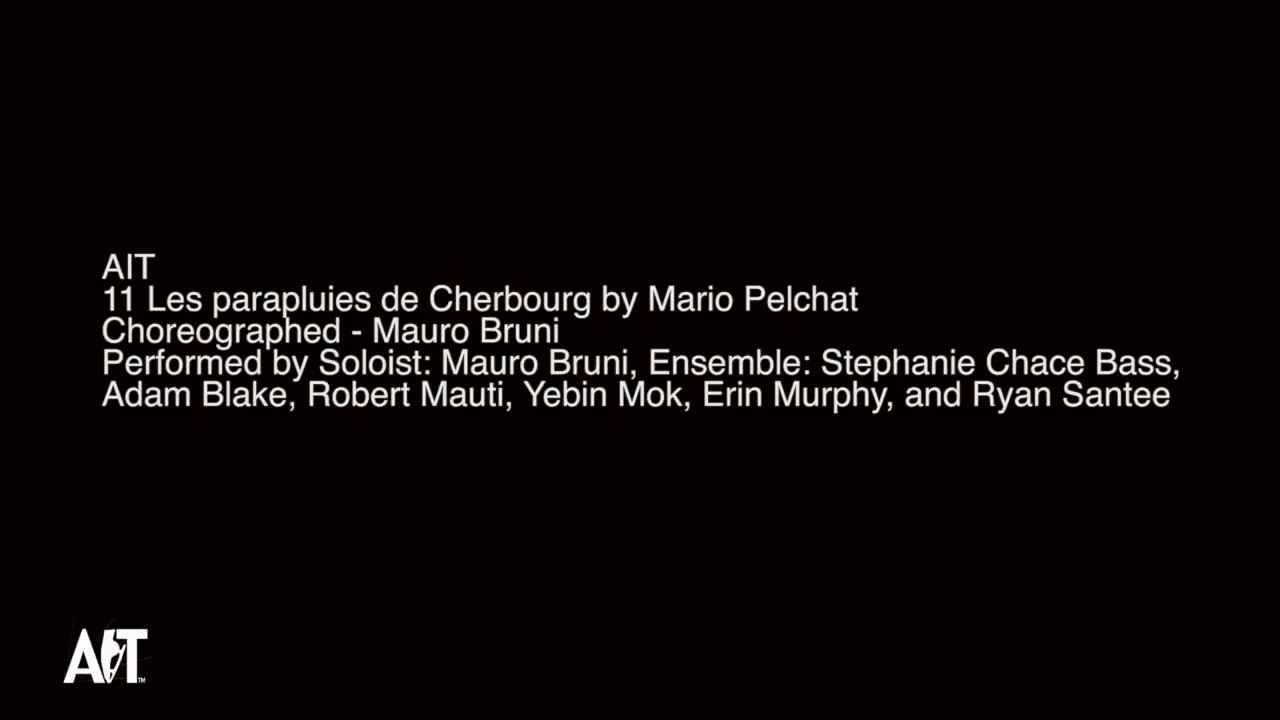 AIT
11 Les parapluies de Cherbourg by Mario Pelchat
Choreographed - Mauro Bruni
Performed by Soloist: Mauro Bruni, Ensemble: Stephanie Chace Bass,
Adam Blake, Robert Mauti, Yebin Mok, Erin Murphy, and Ryan Santee
AIT™